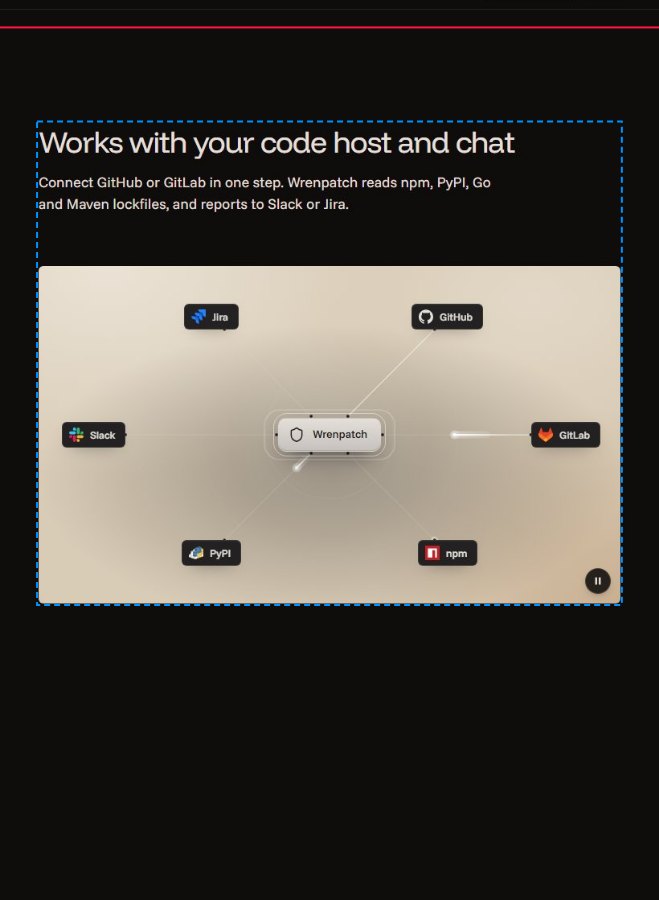 Works with your code host and chat
Connect GitHub or GitLab in one step. Wrenpatch reads npm, PyPI, Go
and Maven lockfiles, and reports to Slack or Jira.
Jira
GitHub
Slack
Wrenpatch
GitLab
PyPI
npm